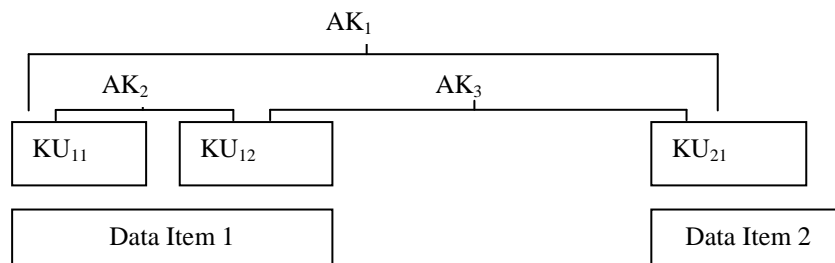 AK₁
AK₂ AK₃
KU₁₁ KU₁₂ KU₂₁
Data Item 1 Data Item 2